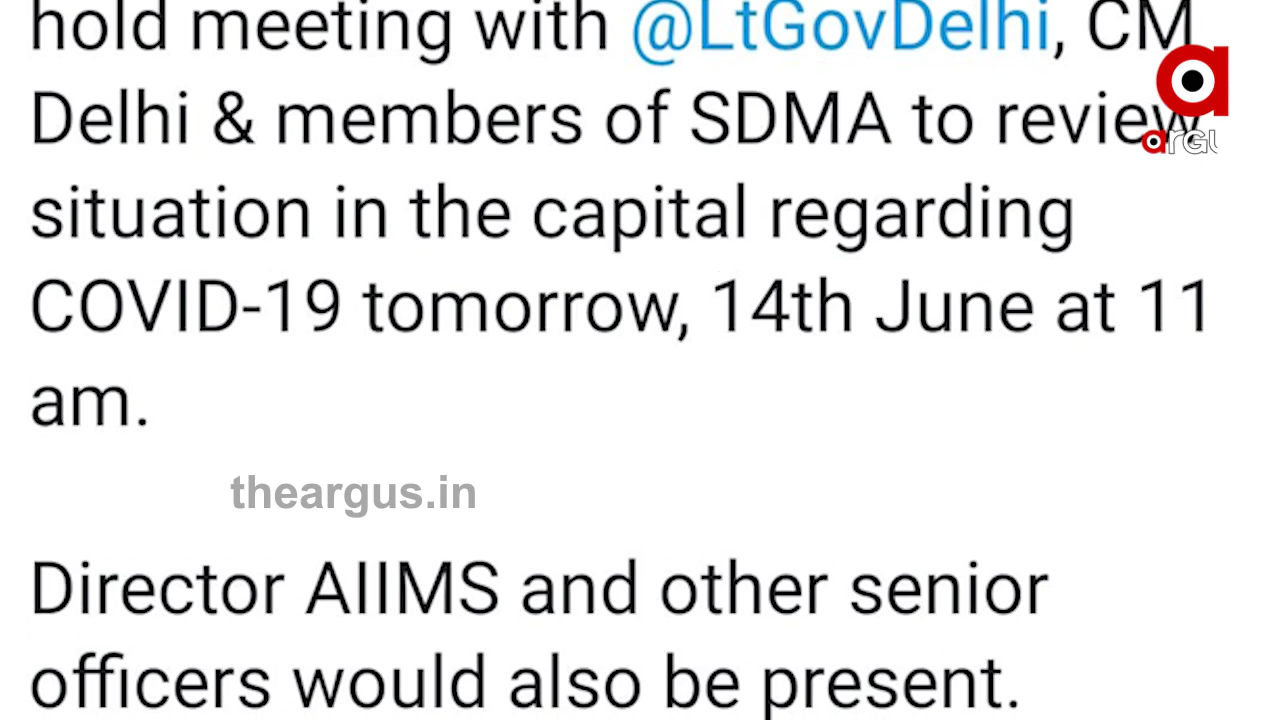 hold meeting with @LtGovDelhi, CM
Delhi & members of SDMA to review
situation in the capital regarding
COVID-19 tomorrow, 14th June at 11
am.
theargus.in
Director AIIMS and other senior
officers would also be present.